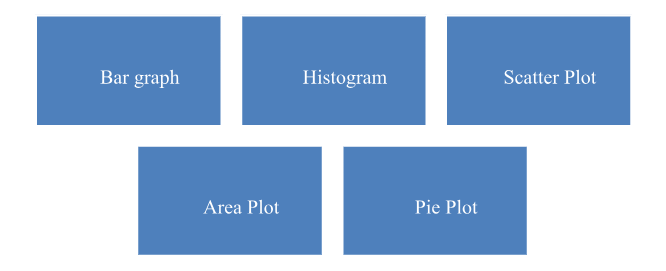 Bar graph
Histogram
Scatter Plot
Area Plot
Pie Plot